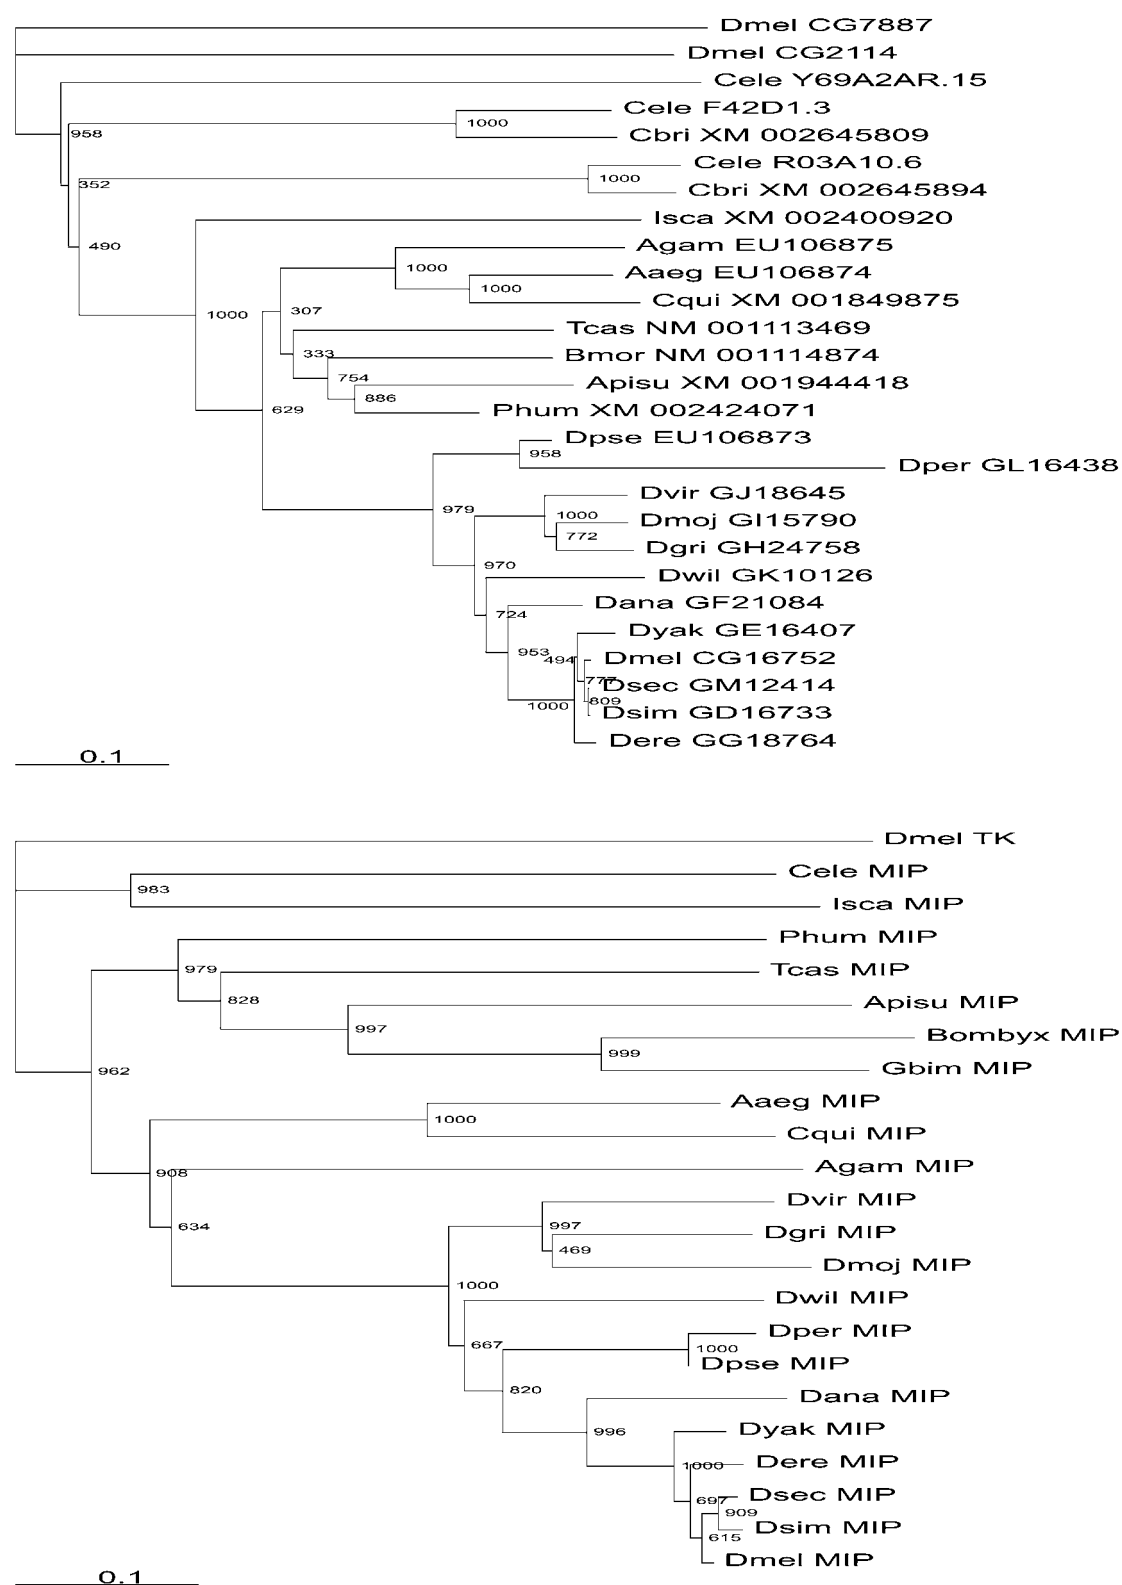 Dmel CG7887
Dmel CG2114
Cele Y69A2AR.15
Cele F42D1.3
1000
958
Cbri XM 002645809
Cele R03A10.6
1000
352
Cbri XM 002645894
Isca XM 002400920
490
Agam EU106875
1000
Aaeg EU106874
1000
Cqui XM 001849875
307
1000
Tcas NM 001113469
333
Bmor NM 001114874
754
Apisu XM 001944418
886
Phum XM 002424071
629
Dpse EU106873
958
Dper GL16438
Dvir GJ18645
979
1000
Dmoj GI15790
772
Dgri GH24758
970
Dwil GK10126
Dana GF21084
724
Dyak GE16407
953
494
Dmel CG16752
777
Dsec GM12414
809
1000
Dsim GD16733
Dere GG18764
0.1
Dmel TK
Cele MIP
983
Isca MIP
Phum MIP
979
Tcas MIP
828
Apisu MIP
997
Bombyx MIP
999
Gbim MIP
962
Aaeg MIP
1000
Cqui MIP
908
Agam MIP
Dvir MIP
634
997
Dgri MIP
469
Dmoj MIP
1000
Dwil MIP
Dper MIP
667
1000
Dpse MIP
820
Dana MIP
996
Dyak MIP
1000
Dere MIP
Dsec MIP
697
909
Dsim MIP
615
Dmel MIP
0.1